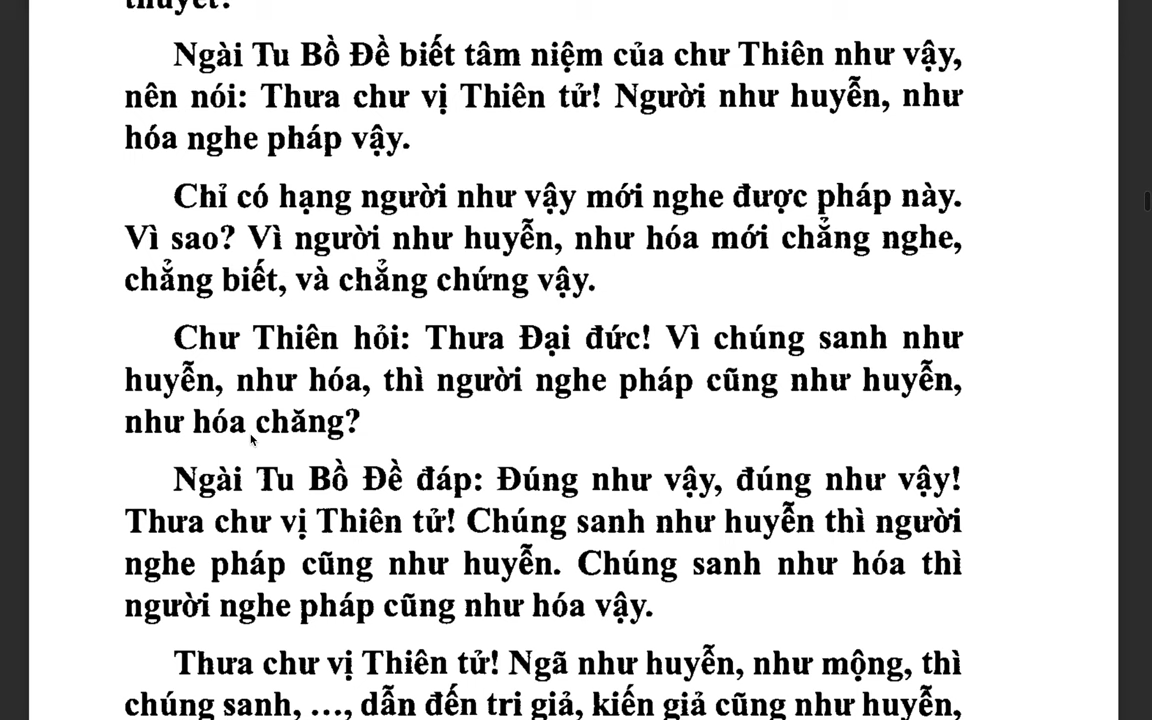 thuyết?
Ngài Tu Bồ Đề biết tâm niệm của chư Thiên như vậy,
nên nói: Thưa chư vị Thiên tử! Người như huyễn, như
hóa nghe pháp vậy.
Chỉ có hạng người như vậy mới nghe được pháp này.
Vì sao? Vì người như huyễn, như hóa mới chẳng nghe,
chẳng biết, và chẳng chứng vậy.
Chư Thiên hỏi: Thưa Đại đức! Vì chúng sanh như
huyễn, như hóa, thì người nghe pháp cũng như huyễn,
như hóa chăng?
Ngài Tu Bồ Đề đáp: Đúng như vậy, đúng như vậy!
Thưa chư vị Thiên tử! Chúng sanh như huyễn thì người
nghe pháp cũng như huyễn. Chúng sanh như hóa thì
người nghe pháp cũng như hóa vậy.
Thưa chư vị Thiên tử! Ngã như huyễn, như mộng, thì
chúng sanh, ..., dẫn đến tri giả, kiến giả cũng như huyễn,